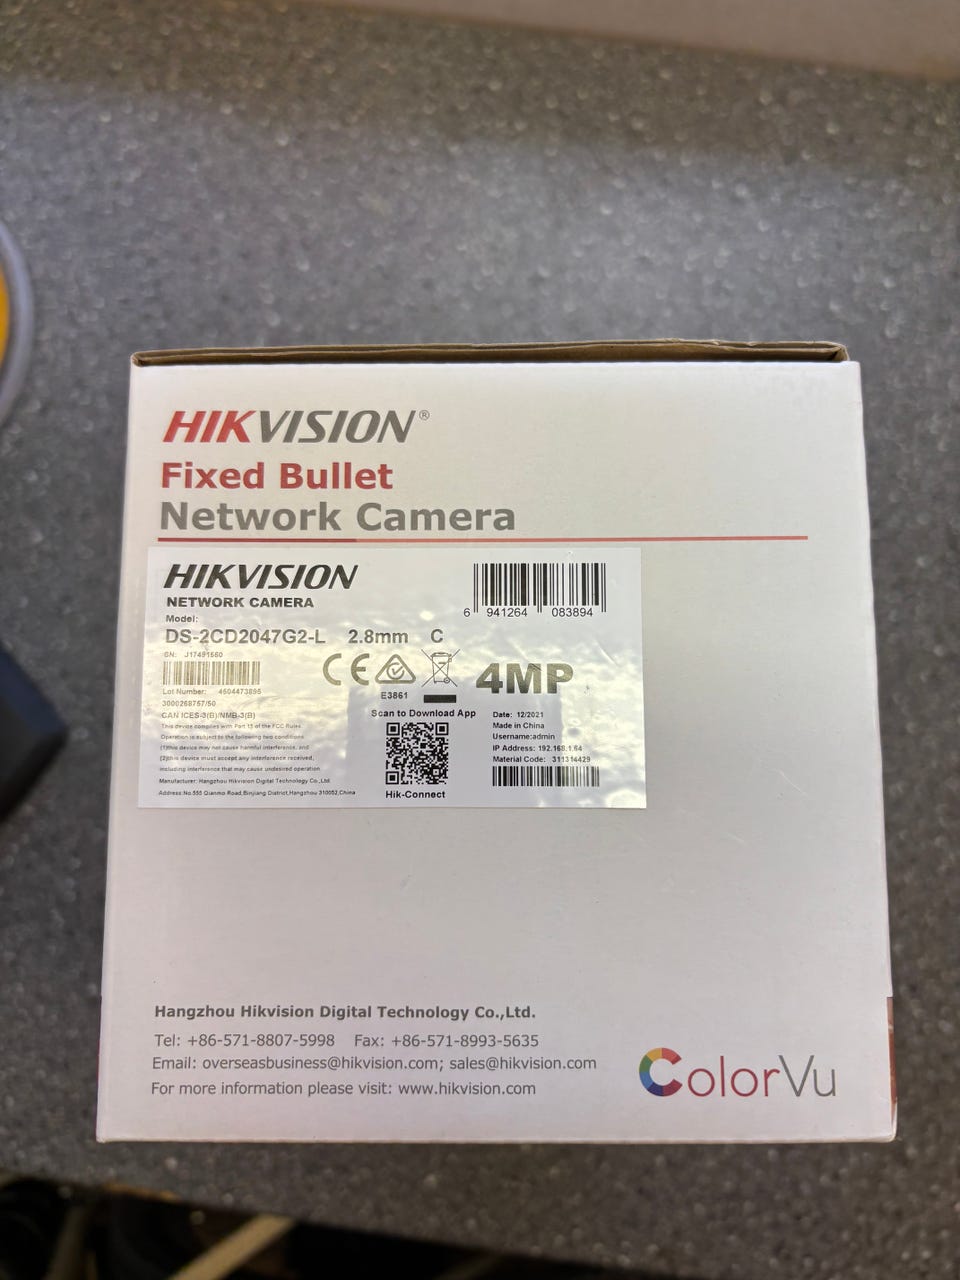 HIKVISION®
Fixed Bullet
Network Camera
HIKVISION
NETWORK CAMERA
Model:
DS-2CD2047G2-L 2.8mm C
6 941264 083894
SN: J17491560
Lot Number: 4504473895
3000268757/50
CAN ICES-3(B)/NMB-3(B)
This device complies with Part 15 of the FCC Rules.
Operation is subject to the following two conditions
(1)this device may not cause harmful interference, and
(2)this device must accept any interference received,
including interference that may cause undesired operation
Manufacturer: Hangzhou Hikvision Digital Technology Co.,Ltd.
Address:No.555 Qianmo Road,Binjiang District,Hangzhou 310052,China
CE
E3861
4MP
Scan to Download App
Hik-Connect
Date: 12/2021
Made in China
Username:admin
IP Address: 192.168.1.64
Material Code: 311314429
Hangzhou Hikvision Digital Technology Co.,Ltd.
Tel: +86-571-8807-5998 Fax: +86-571-8993-5635
Email: overseasbusiness@hikvision.com; sales@hikvision.com
For more information please visit: www.hikvision.com
ColorVu